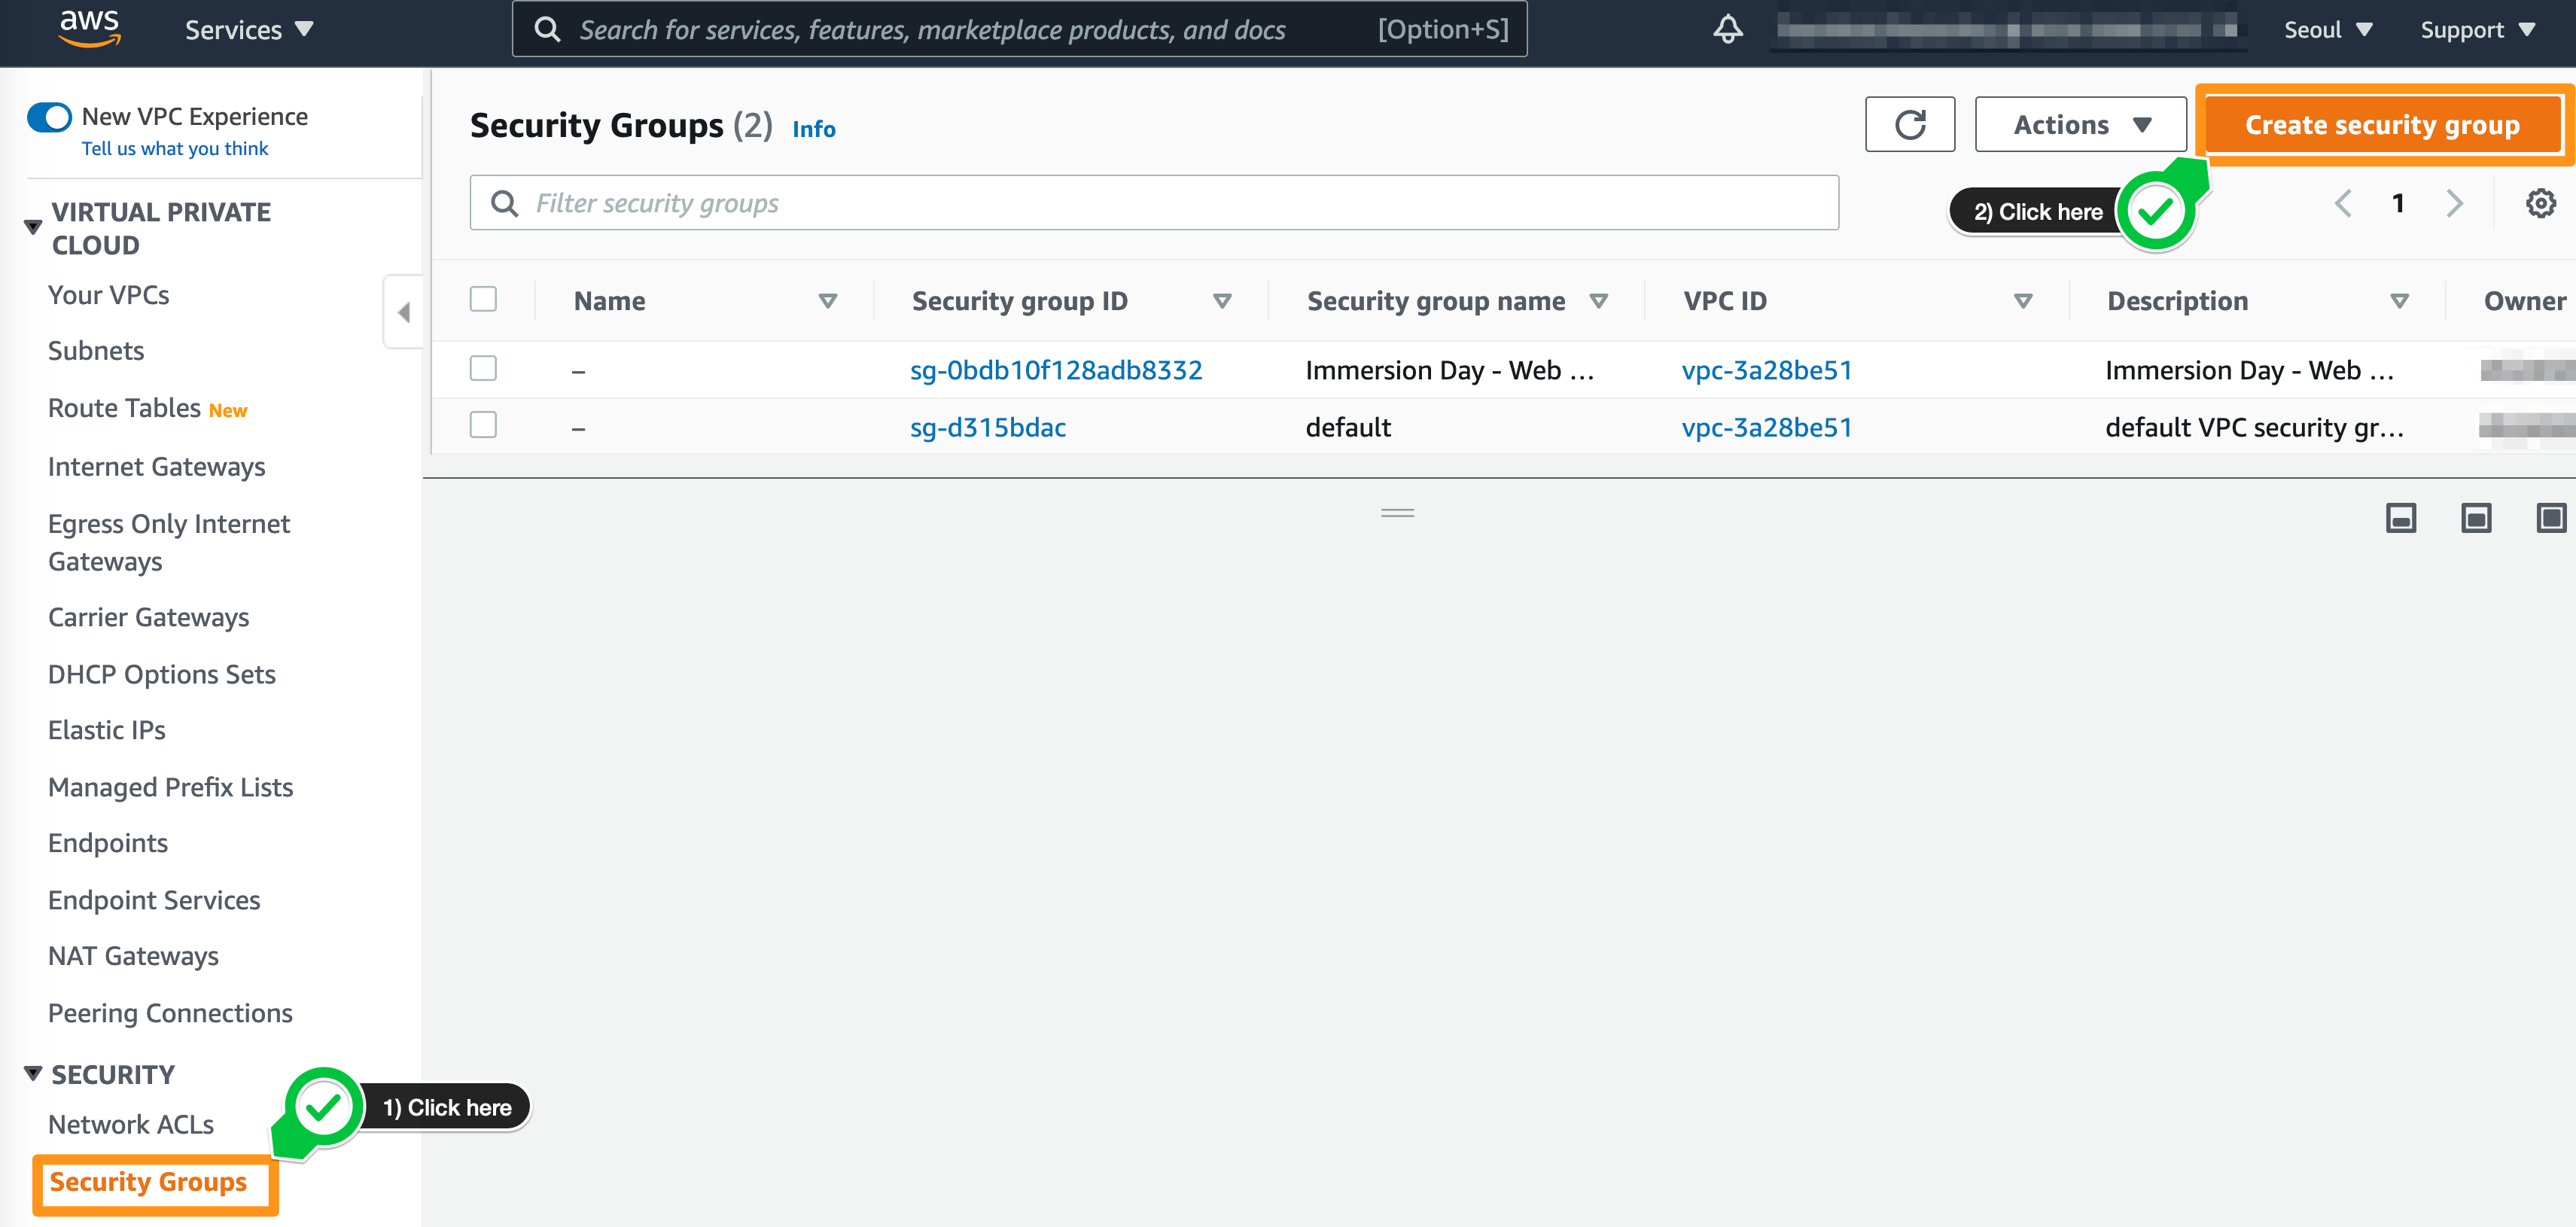 aws
Services
Search for services, features, marketplace products, and docs
[Option+S]
Seoul
Support
New VPC Experience
Tell us what you think
VIRTUAL PRIVATE
CLOUD
Your VPCs
Subnets
Route Tables New
Internet Gateways
Egress Only Internet
Gateways
Carrier Gateways
DHCP Options Sets
Elastic IPs
Managed Prefix Lists
Endpoints
Endpoint Services
NAT Gateways
Peering Connections
SECURITY
Network ACLs
Security Groups
1) Click here
Security Groups (2) Info
Actions
Create security group
Filter security groups
2) Click here
1
Name Security group ID Security group name VPC ID Description Owner
– sg-0bdb10f128adb8332 Immersion Day - Web ... vpc-3a28be51 Immersion Day - Web ...
– sg-d315bdac default vpc-3a28be51 default VPC security gr...